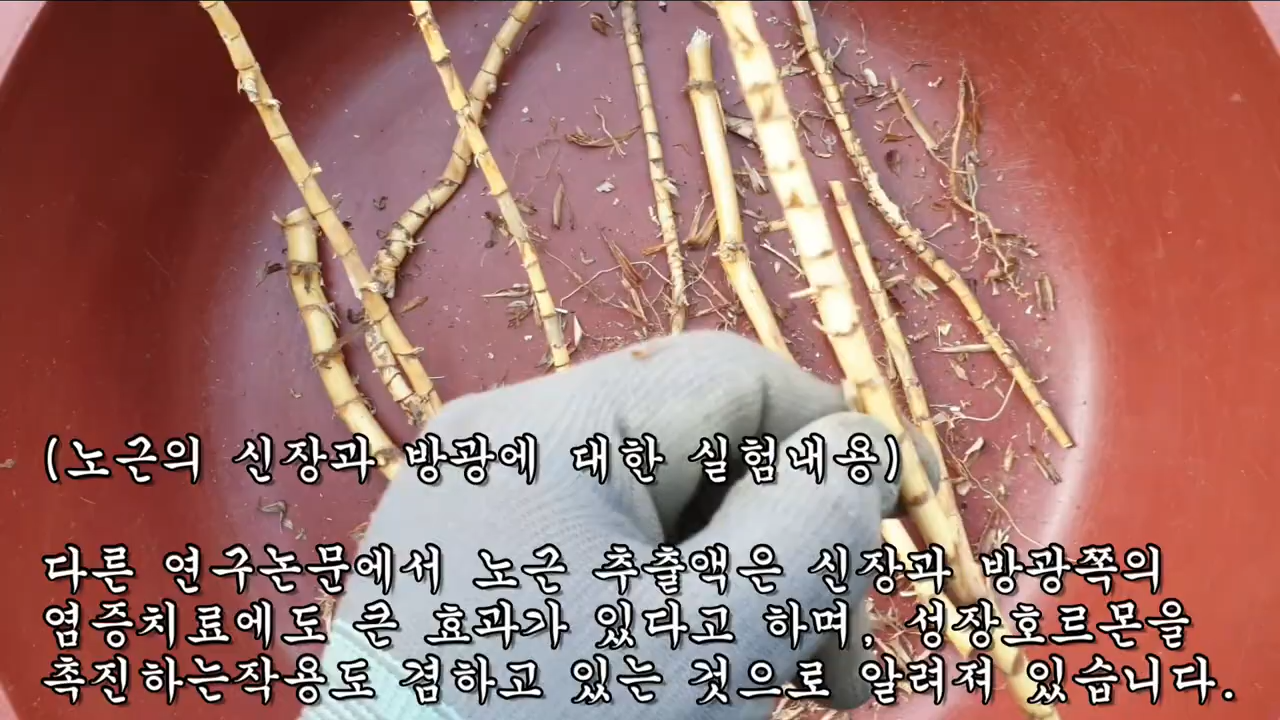 (노근의 신장과 방광에 대한 실험내용)
다른 연구논문에서 노근 추출액은 신장과 방광쪽의
염증치료에도 큰 효과가 있다고 하며, 성장호르몬을
촉진하는작용도 겸하고 있는 것으로 알려져 있습니다.